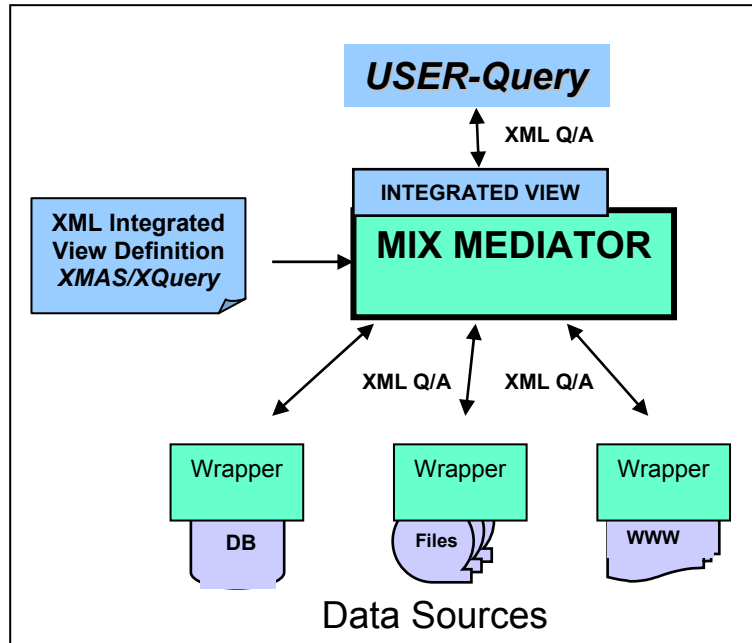 USER-Query
XML Q/A
INTEGRATED VIEW
XML Integrated
View Definition
XMAS/XQuery
MIX MEDIATOR
XML Q/A
XML Q/A
Wrapper
Wrapper
Wrapper
DB
Files
WWW
Data Sources